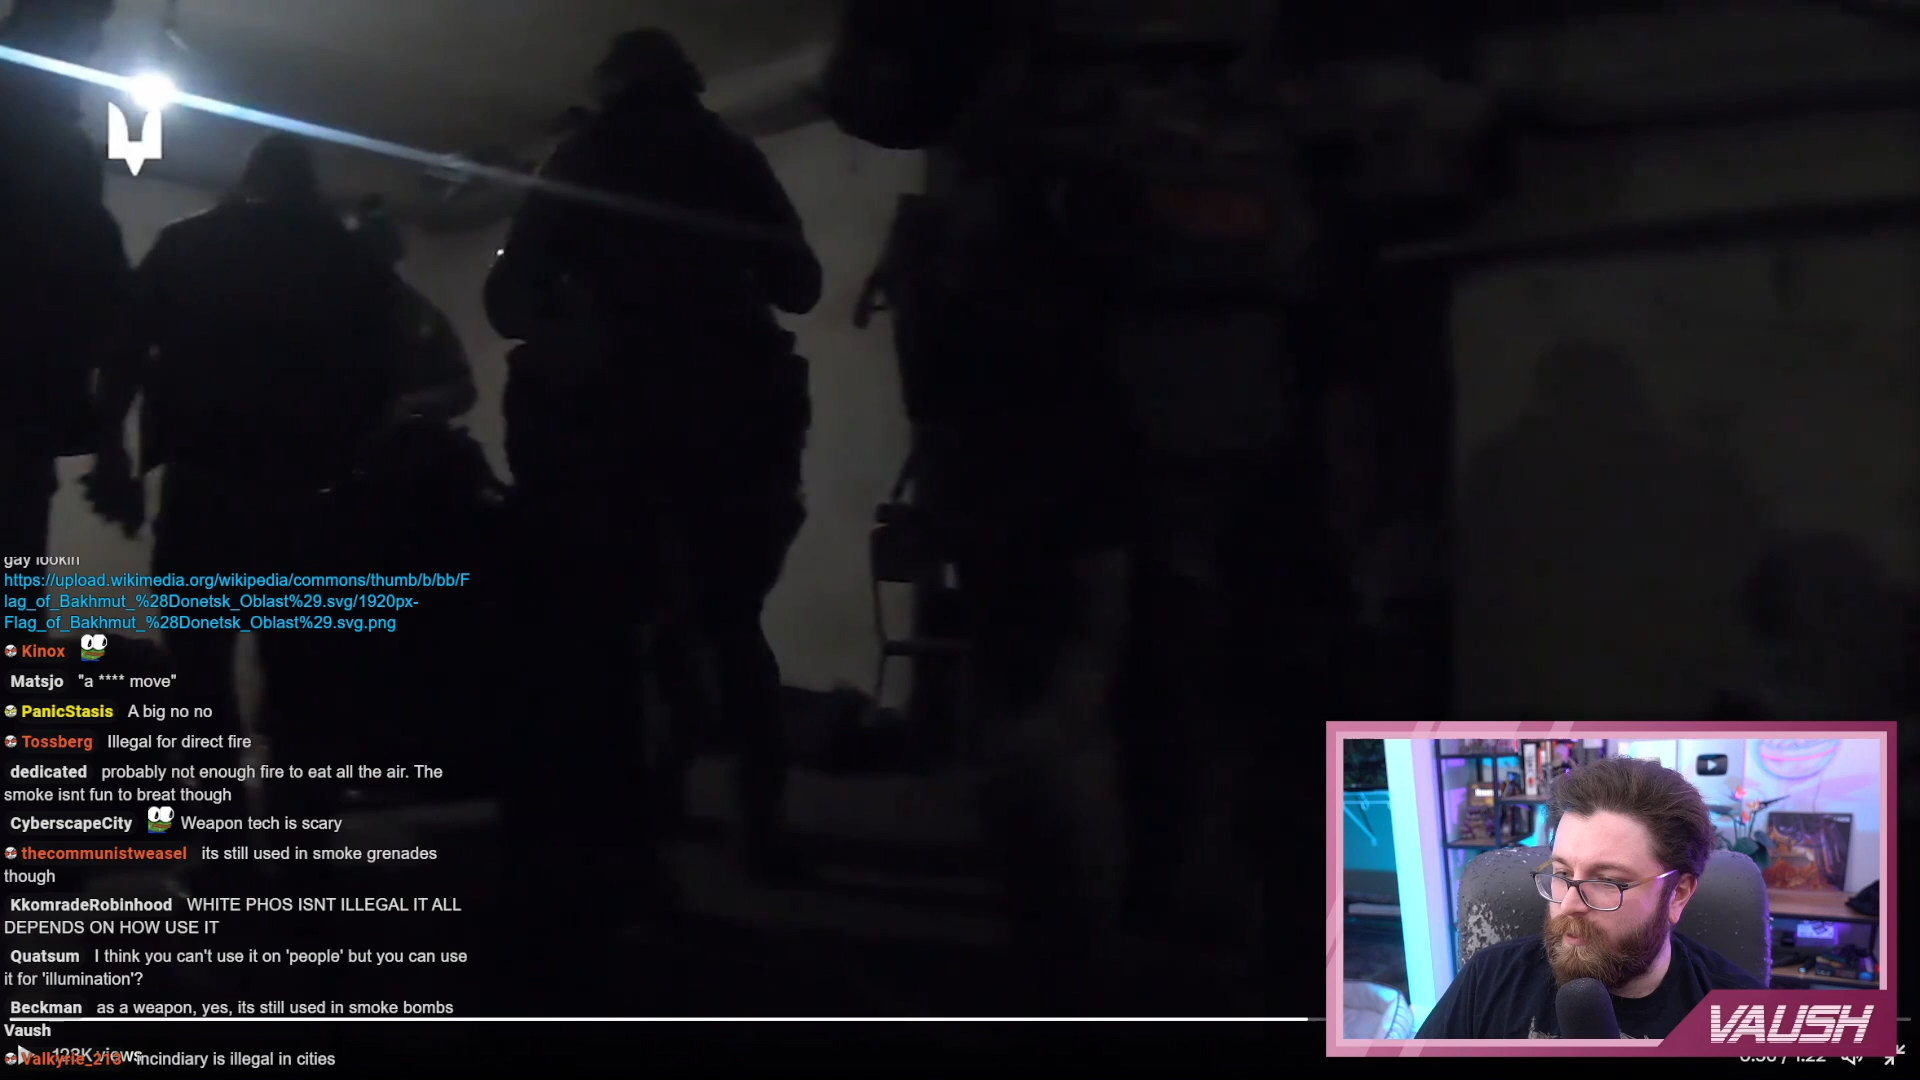 gay lookin
https://upload.wikimedia.org/wikipedia/commons/thumb/b/bb/F
lag_of_Bakhmut_%28Donetsk_Oblast%29.svg/1920px-
Flag_of_Bakhmut_%28Donetsk_Oblast%29.svg.png
Kinox
Matsjo "a **** move"
PanicStasis A big no no
Tossberg Illegal for direct fire
dedicated probably not enough fire to eat all the air. The
smoke isnt fun to breat though
CyberscapeCity Weapon tech is scary
thecommunistweasel its still used in smoke grenades
though
KkomradeRobinhood WHITE PHOS ISNT ILLEGAL IT ALL
DEPENDS ON HOW USE IT
Quatsum I think you can't use it on 'people' but you can use
it for 'illumination'?
Beckman as a weapon, yes, its still used in smoke bombs
Vaush
Valkyrie_213 incindiary is illegal in cities
123K views
VAUSH